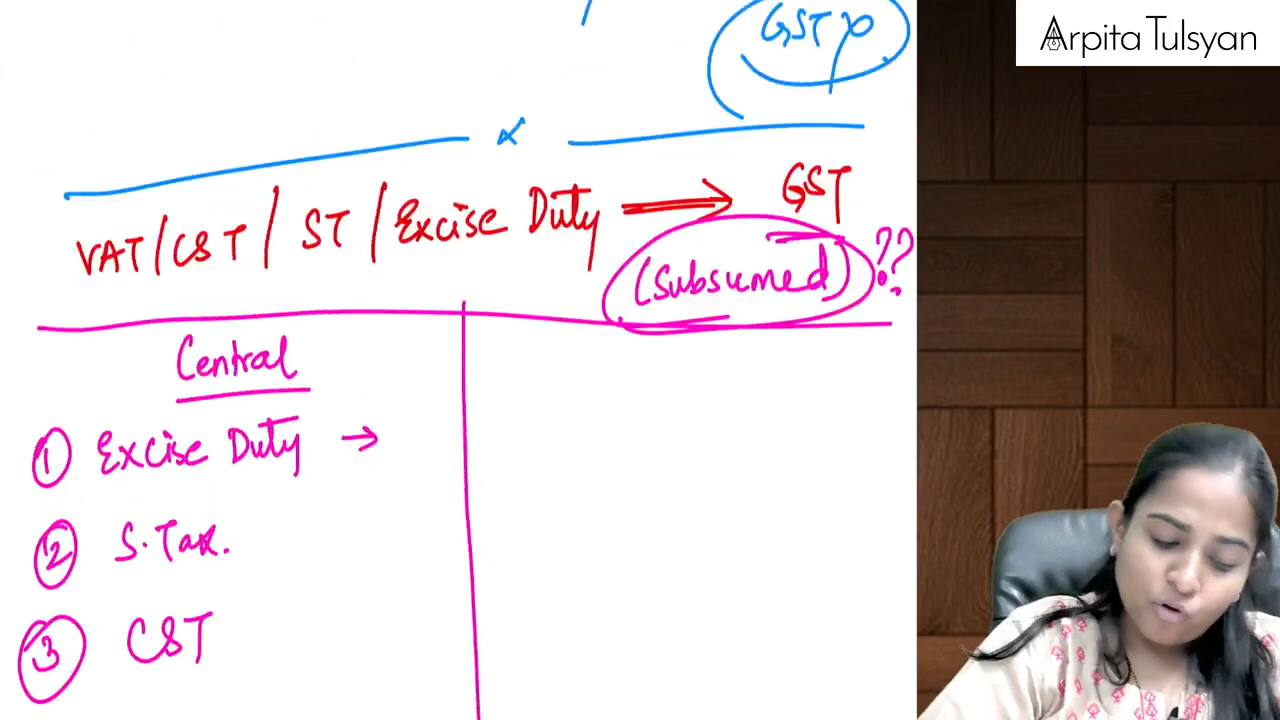 Arpita Tulsyan
GST
VAT/CST/ ST/Excise Duty → GST
(Subsumed) ??
Central
① Excise Duty →
② S. Tax.
③ CST